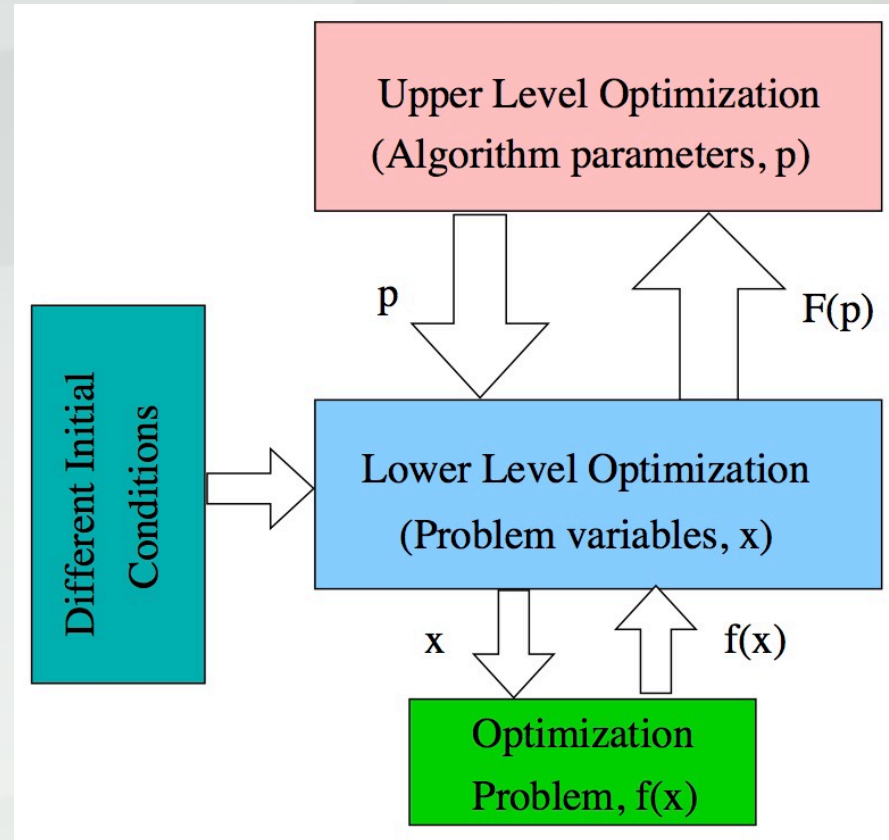 Upper Level Optimization
(Algorithm parameters, p)
p
F(p)
Different Initial
Conditions
Lower Level Optimization
(Problem variables, x)
x
f(x)
Optimization
Problem, f(x)